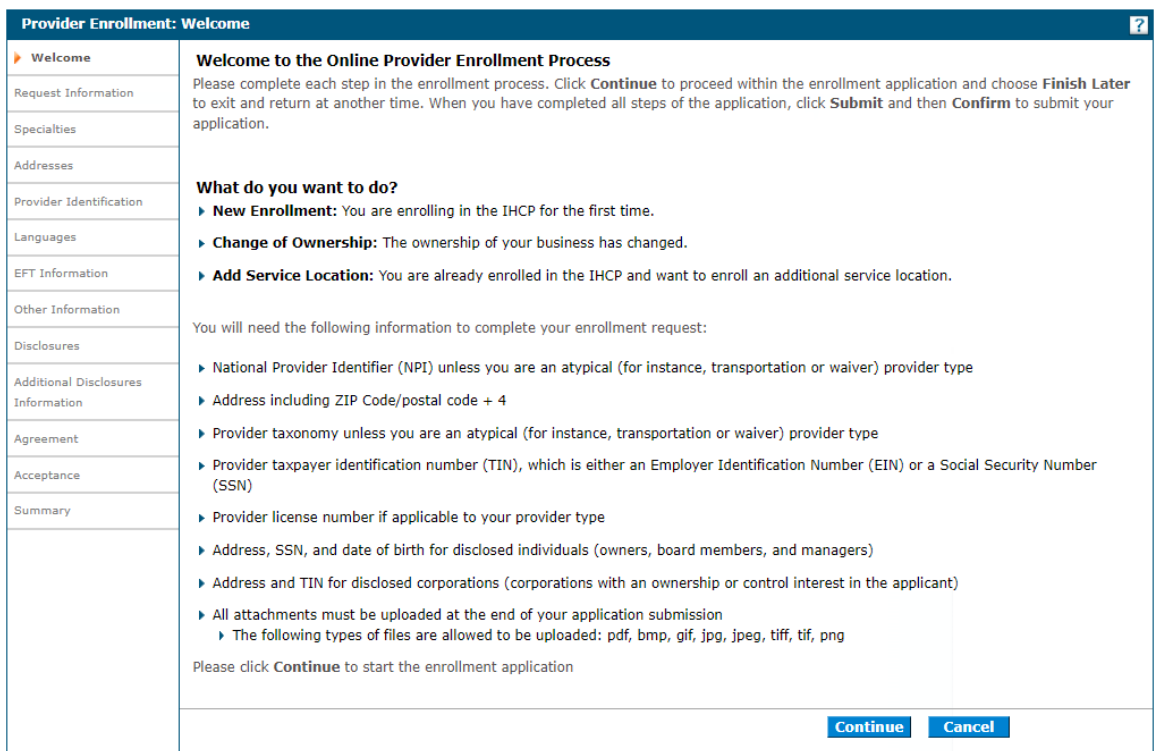 Provider Enrollment: Welcome
?
Welcome
Request Information
Specialties
Addresses
Provider Identification
Languages
EFT Information
Other Information
Disclosures
Additional Disclosures
Information
Agreement
Acceptance
Summary
Welcome to the Online Provider Enrollment Process
Please complete each step in the enrollment process. Click Continue to proceed within the enrollment application and choose Finish Later
to exit and return at another time. When you have completed all steps of the application, click Submit and then Confirm to submit your
application.
What do you want to do?
New Enrollment: You are enrolling in the IHCP for the first time.
Change of Ownership: The ownership of your business has changed.
Add Service Location: You are already enrolled in the IHCP and want to enroll an additional service location.
You will need the following information to complete your enrollment request:
National Provider Identifier (NPI) unless you are an atypical (for instance, transportation or waiver) provider type
Address including ZIP Code/postal code + 4
Provider taxonomy unless you are an atypical (for instance, transportation or waiver) provider type
Provider taxpayer identification number (TIN), which is either an Employer Identification Number (EIN) or a Social Security Number
(SSN)
Provider license number if applicable to your provider type
Address, SSN, and date of birth for disclosed individuals (owners, board members, and managers)
Address and TIN for disclosed corporations (corporations with an ownership or control interest in the applicant)
All attachments must be uploaded at the end of your application submission
The following types of files are allowed to be uploaded: pdf, bmp, gif, jpg, jpeg, tiff, tif, png
Please click Continue to start the enrollment application
Continue
Cancel